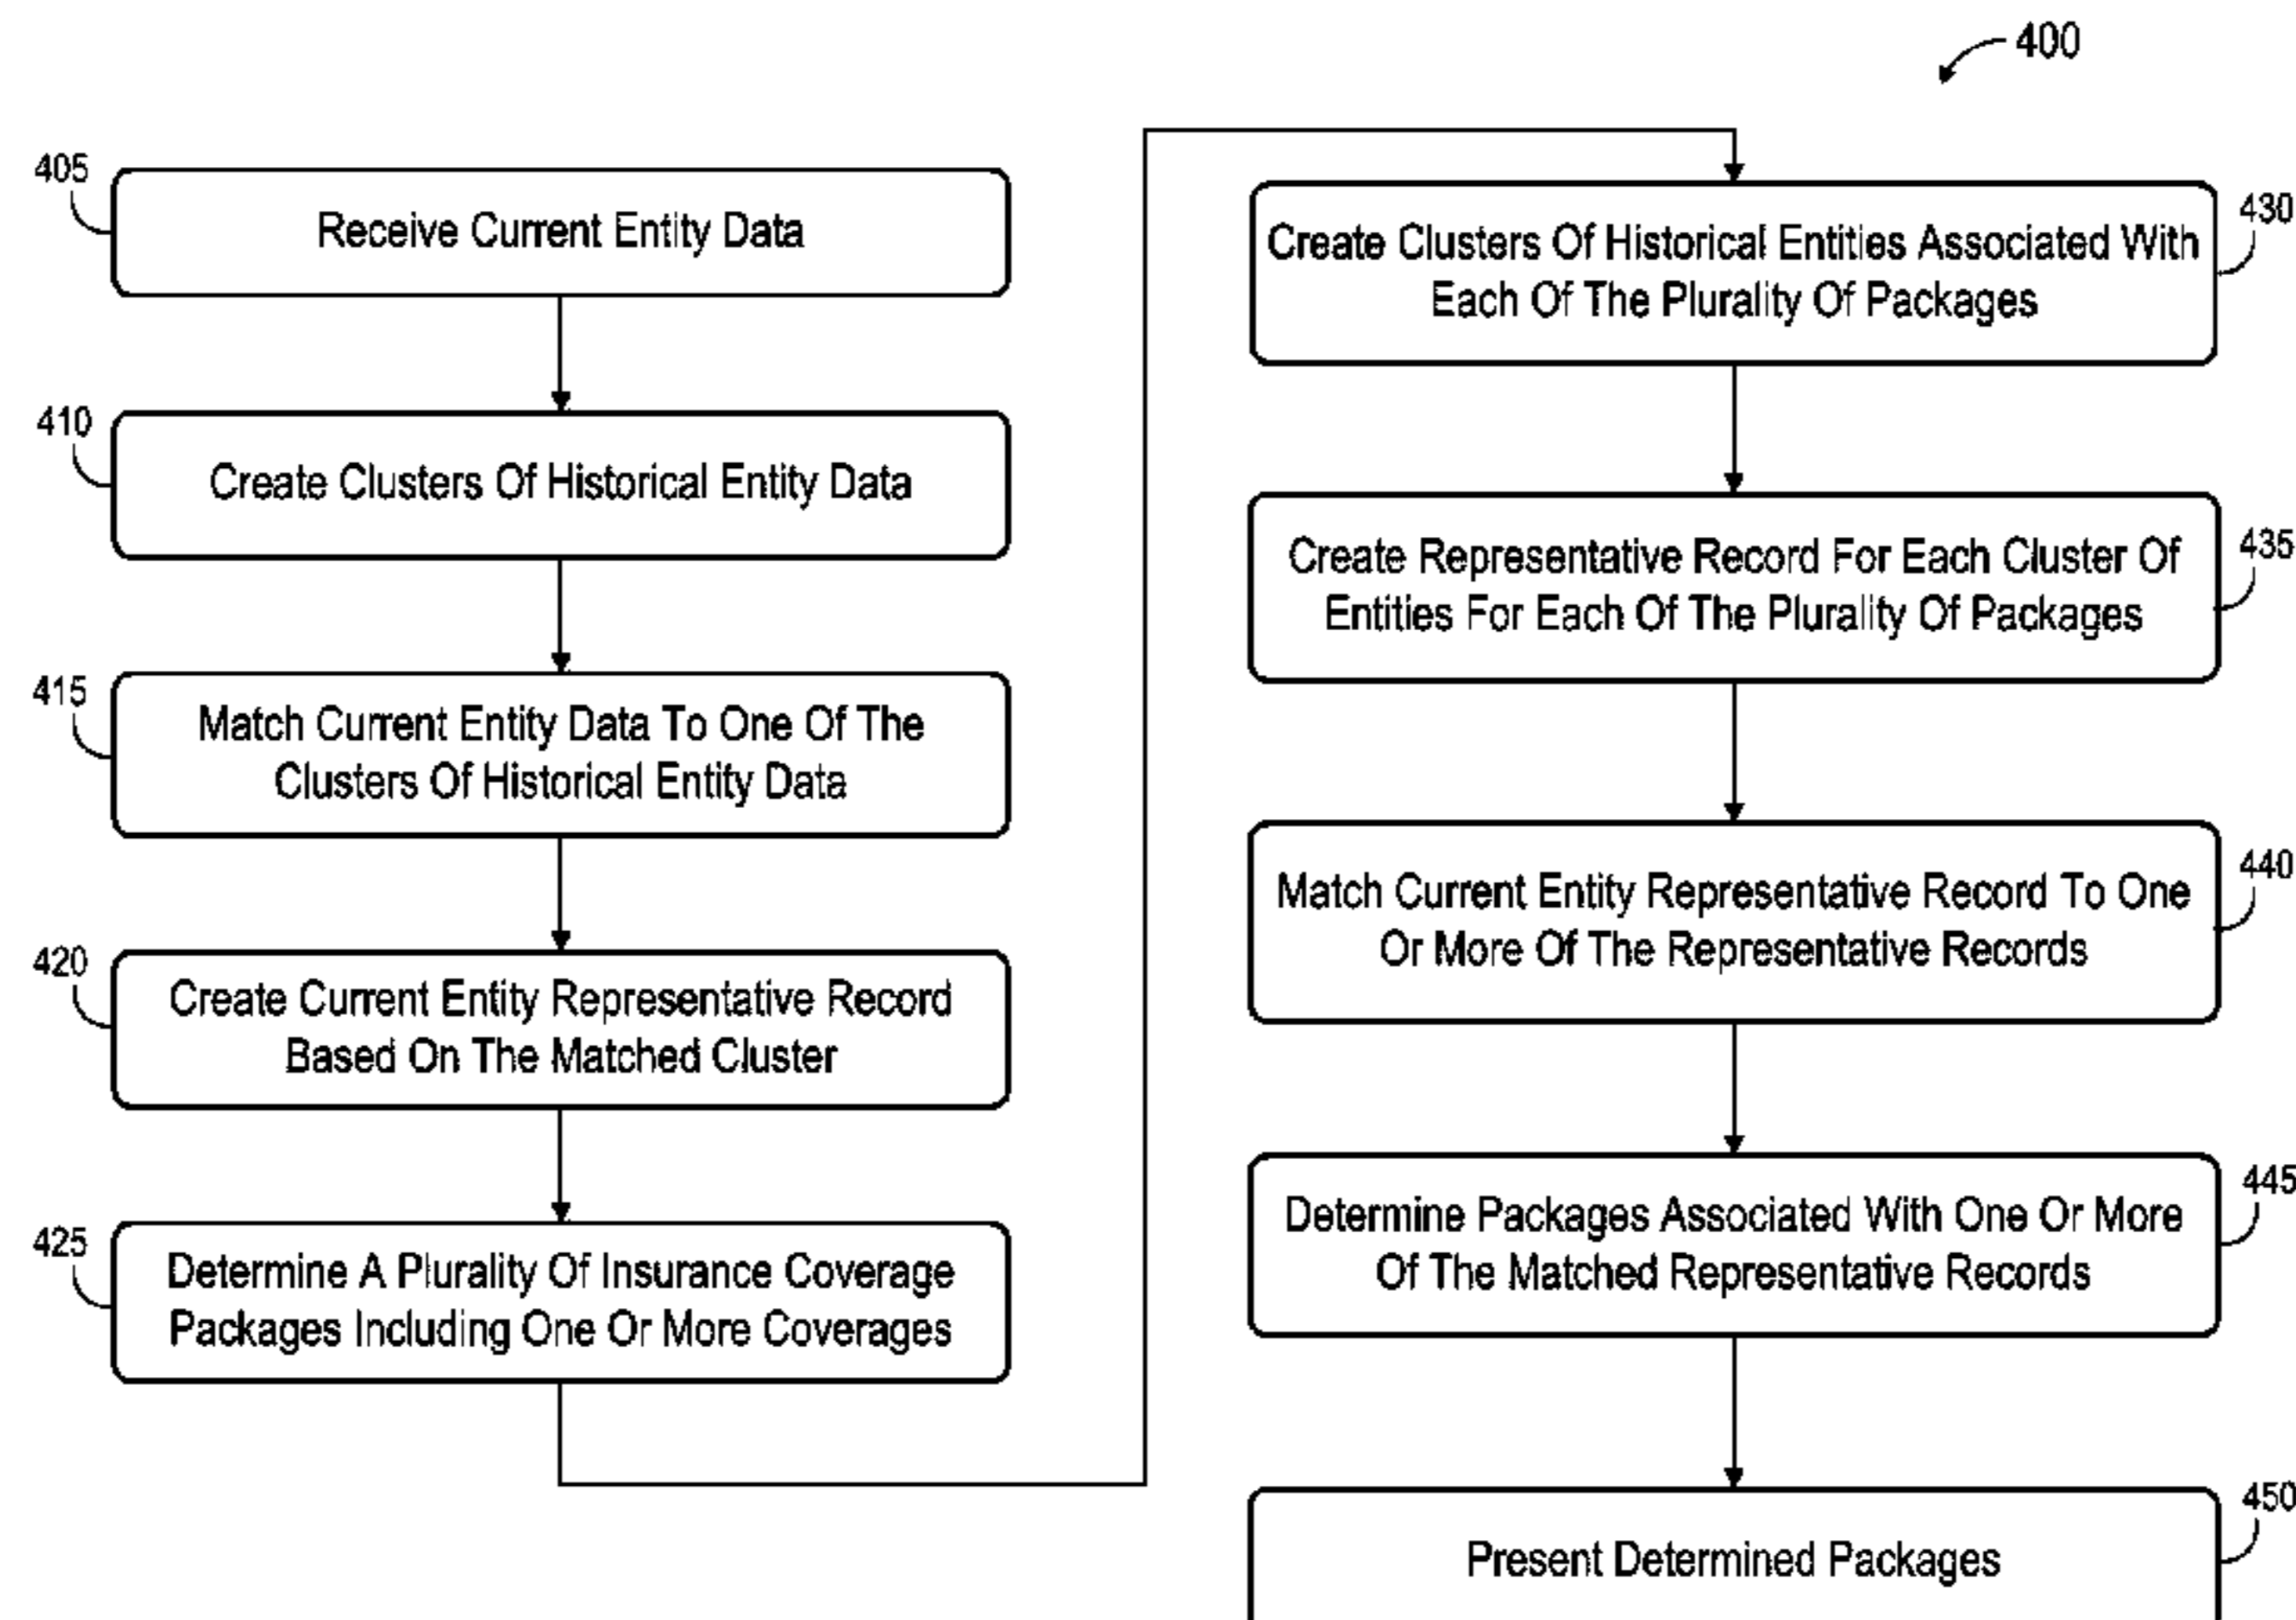 400
405
Receive Current Entity Data
410
Create Clusters Of Historical Entity Data
415
Match Current Entity Data To One Of The
Clusters Of Historical Entity Data
420
Create Current Entity Representative Record
Based On The Matched Cluster
425
Determine A Plurality Of Insurance Coverage
Packages Including One Or More Coverages
430
Create Clusters Of Historical Entities Associated With
Each Of The Plurality Of Packages
435
Create Representative Record For Each Cluster Of
Entities For Each Of The Plurality Of Packages
440
Match Current Entity Representative Record To One
Or More Of The Representative Records
445
Determine Packages Associated With One Or More
Of The Matched Representative Records
450
Present Determined Packages